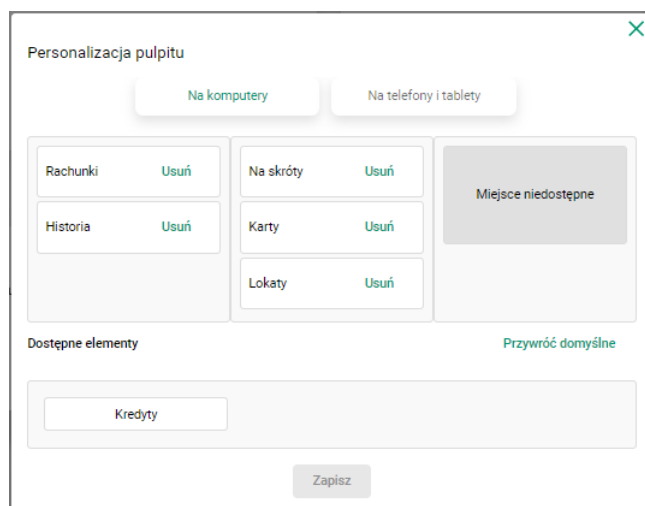 Personalizacja pulpitu
Na komputery
Na telefony i tablety
Rachunki Usuń
Historia Usuń
Na skróty Usuń
Karty Usuń
Lokaty Usuń
Miejsce niedostępne
Dostępne elementy
Przywróć domyślne
Kredyty
Zapisz